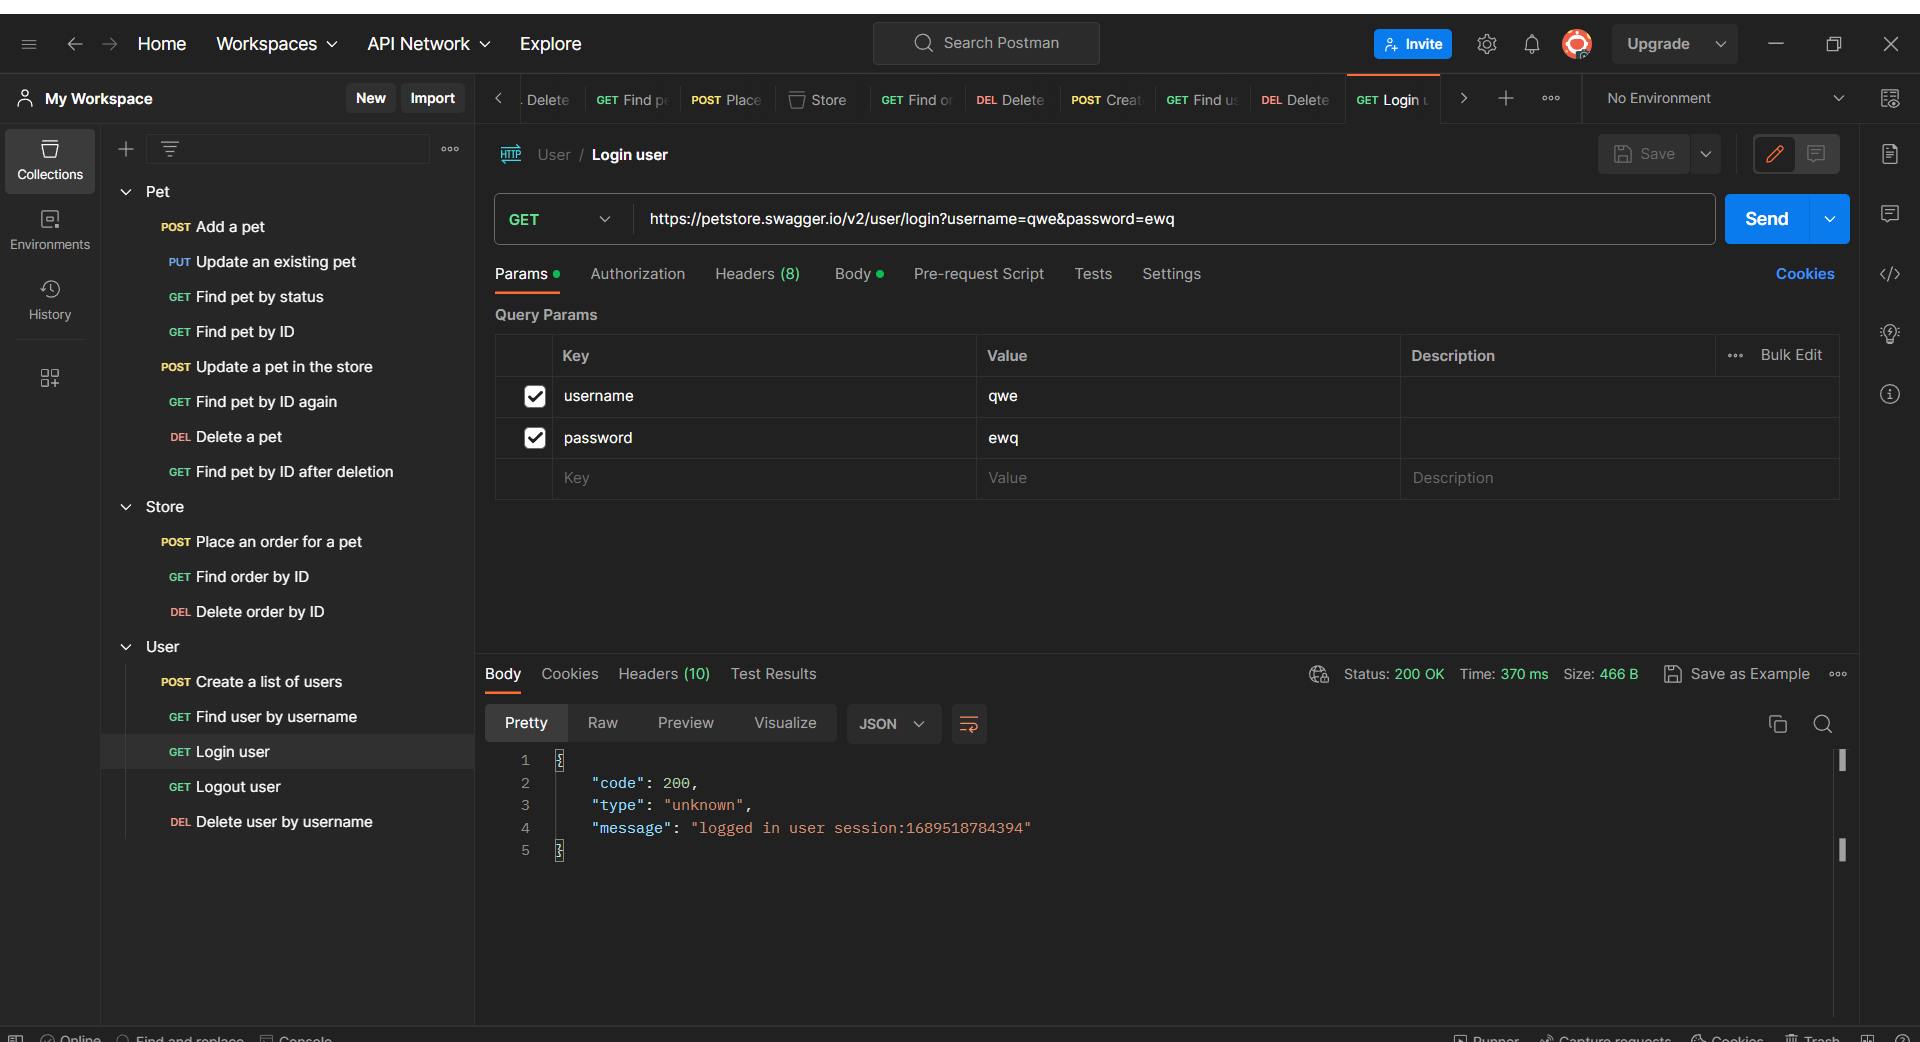 Home Workspaces API Network Explore Search Postman Invite Upgrade
My Workspace New Import Delete GET Find pe POST Place Store GET Find or DEL Delete POST Creat GET Find us DEL Delete GET Login u No Environment
Collections
Environments
History
Pet
POST Add a pet
PUT Update an existing pet
GET Find pet by status
GET Find pet by ID
POST Update a pet in the store
GET Find pet by ID again
DEL Delete a pet
GET Find pet by ID after deletion
Store
POST Place an order for a pet
GET Find order by ID
DEL Delete order by ID
User
POST Create a list of users
GET Find user by username
GET Login user
GET Logout user
DEL Delete user by username
HTTP User / Login user Save
GET https://petstore.swagger.io/v2/user/login?username=qwe&password=ewq Send
Params Authorization Headers (8) Body Pre-request Script Tests Settings Cookies
Query Params
Key Value Description Bulk Edit
username qwe
password ewq
Key Value Description
Body Cookies Headers (10) Test Results Status: 200 OK Time: 370 ms Size: 466 B Save as Example
Pretty Raw Preview Visualize JSON
1 {
2 "code": 200,
3 "type": "unknown",
4 "message": "logged in user session:1689518784394"
5 }
Online Find and replace Console Runner Capture requests Cookies Trash